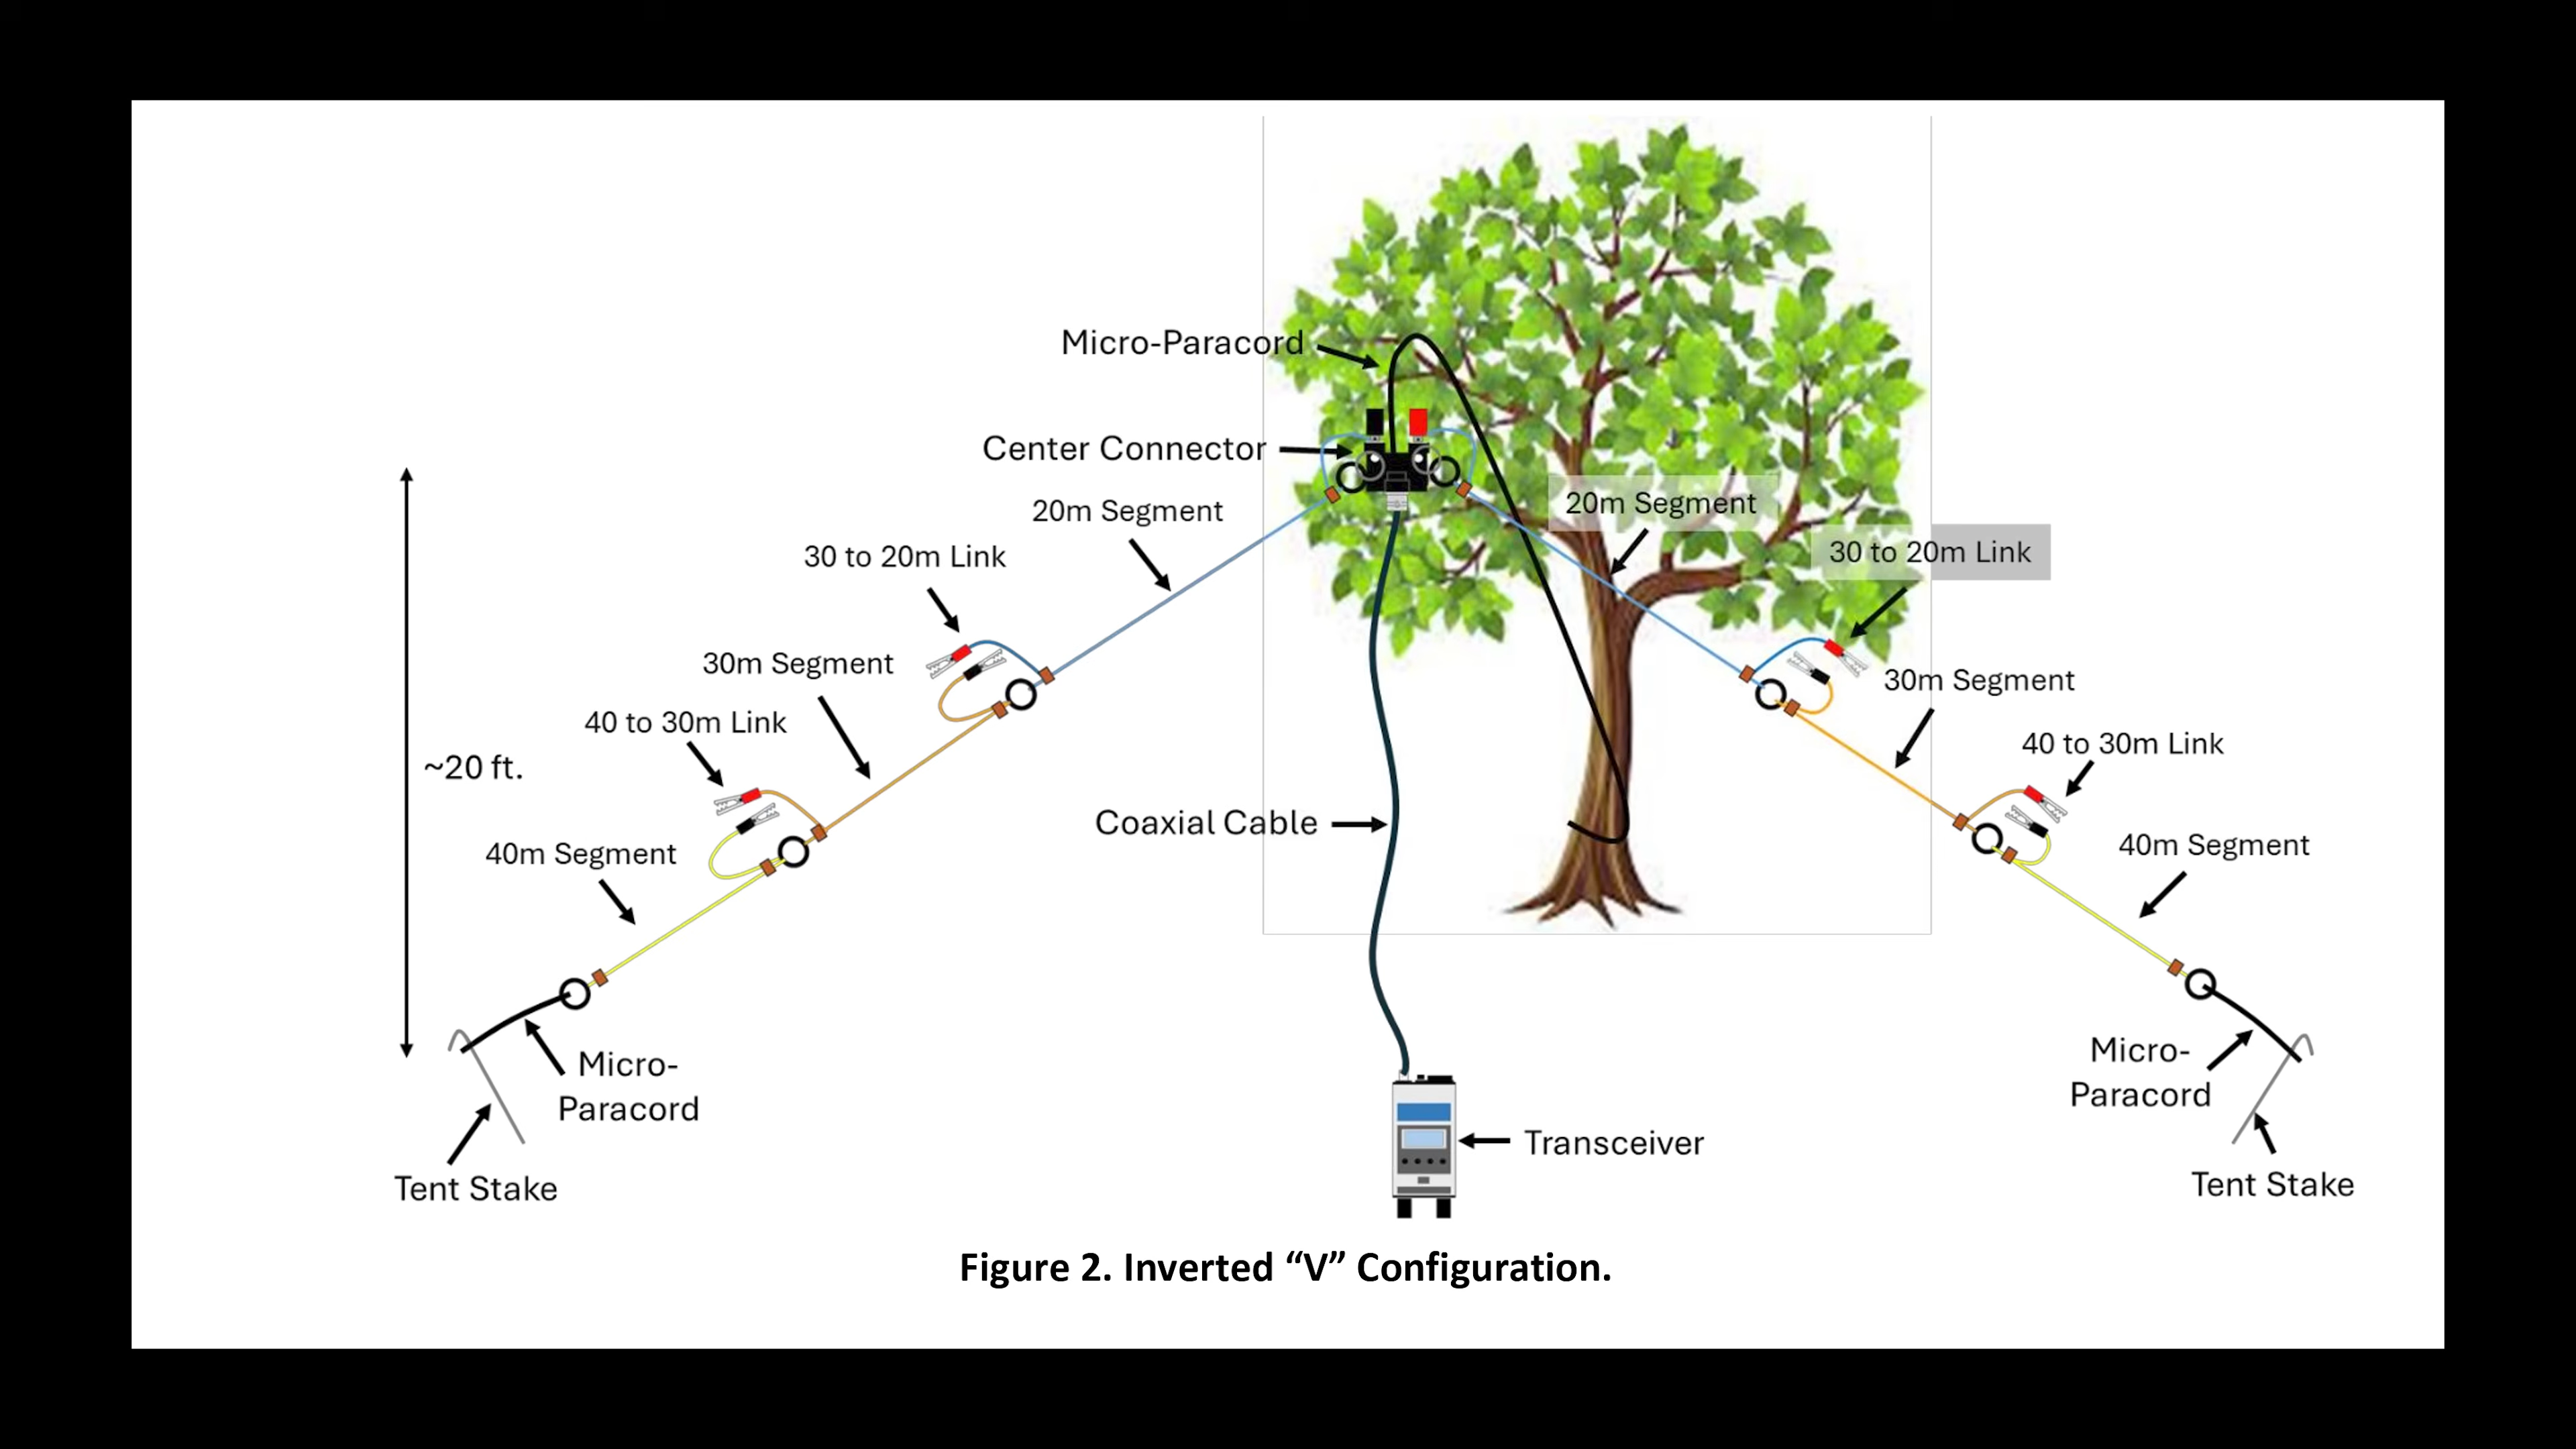 Micro-Paracord
Center Connector
20m Segment
20m Segment
30 to 20m Link
30 to 20m Link
30m Segment
30m Segment
40 to 30m Link
40 to 30m Link
~20 ft.
Coaxial Cable
40m Segment
40m Segment
Micro-
Paracord
Micro-
Paracord
Transceiver
Tent Stake
Tent Stake
Figure 2. Inverted “V” Configuration.